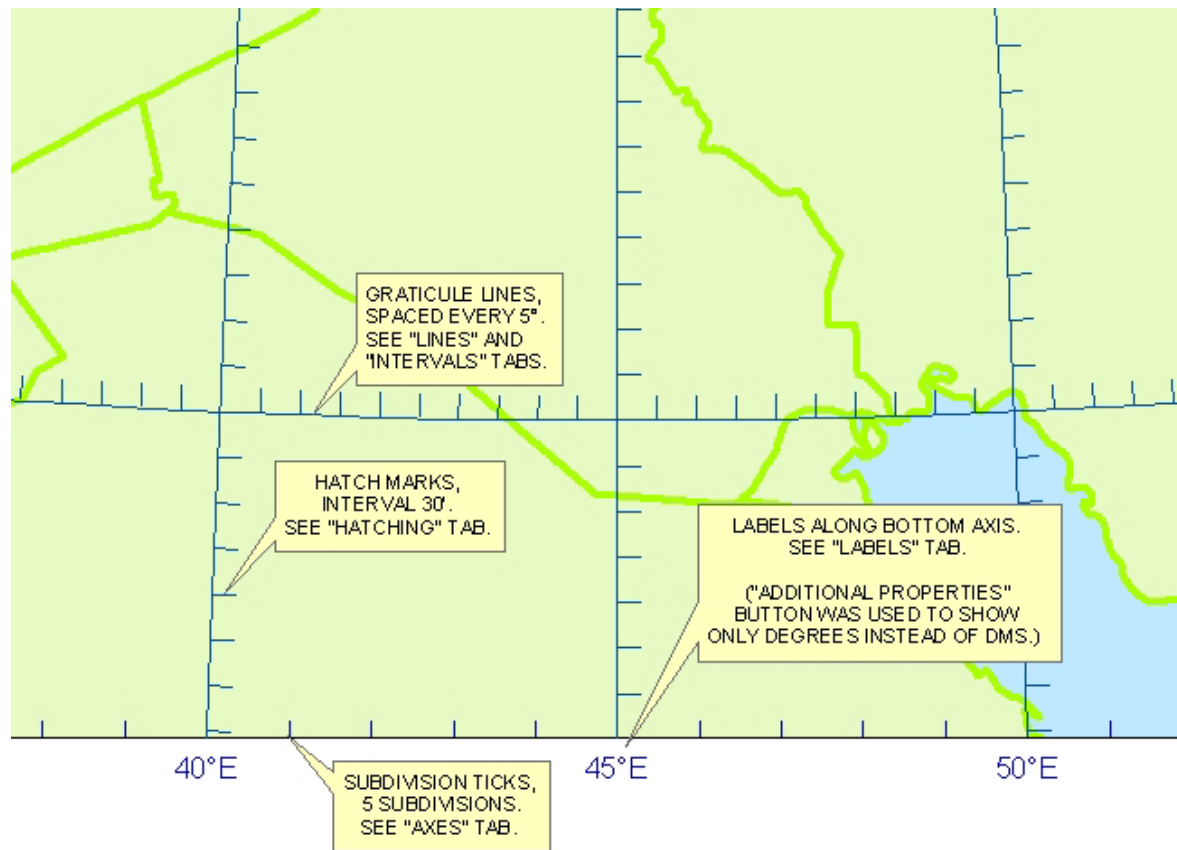 GRATICULE LINES,
SPACED EVERY 5°.
SEE "LINES" AND
"INTERVALS" TABS.
HATCH MARKS,
INTERVAL 30'.
SEE "HATCHING" TAB.
LABELS ALONG BOTTOM AXIS.
SEE "LABELS" TAB.
("ADDITIONAL PROPERTIES"
BUTTON WAS USED TO SHOW
ONLY DEGREES INSTEAD OF DMS.)
40°E
45°E
50°E
SUBDIVISION TICKS,
5 SUBDIVISIONS.
SEE "AXES" TAB.